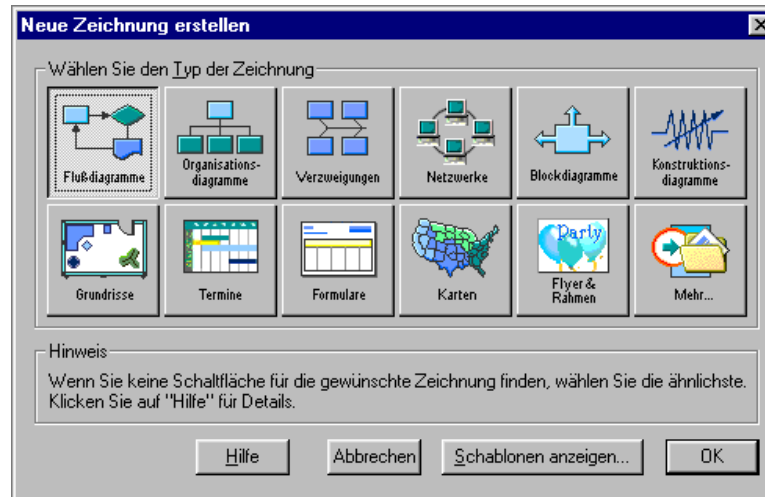 Neue Zeichnung erstellen
Wählen Sie den Typ der Zeichnung
Flußdiagramme
Organisations-
diagramme
Verzweigungen
Netzwerke
Blockdiagramme
Konstruktions-
diagramme
Grundrisse
Termine
Formulare
Karten
Party
Flyer &
Rahmen
Mehr...
Hinweis
Wenn Sie keine Schaltfläche für die gewünschte Zeichnung finden, wählen Sie die ähnlichste.
Klicken Sie auf "Hilfe" für Details.
Hilfe
Abbrechen
Schablonen anzeigen...
OK